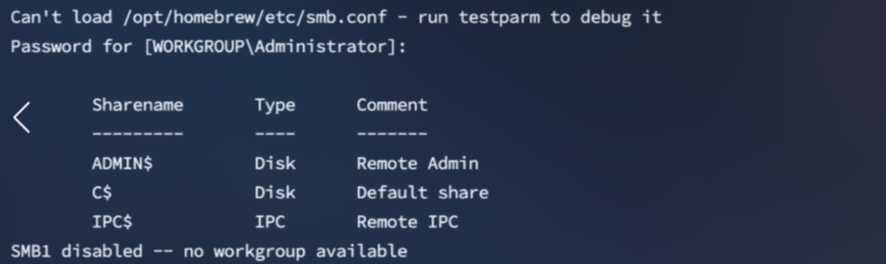 Can't load /opt/homebrew/etc/smb.conf - run testparm to debug it
Password for [WORKGROUP\Administrator]:
Sharename Type Comment
--------- ---- -------
ADMIN$ Disk Remote Admin
C$ Disk Default share
IPC$ IPC Remote IPC
SMB1 disabled -- no workgroup available